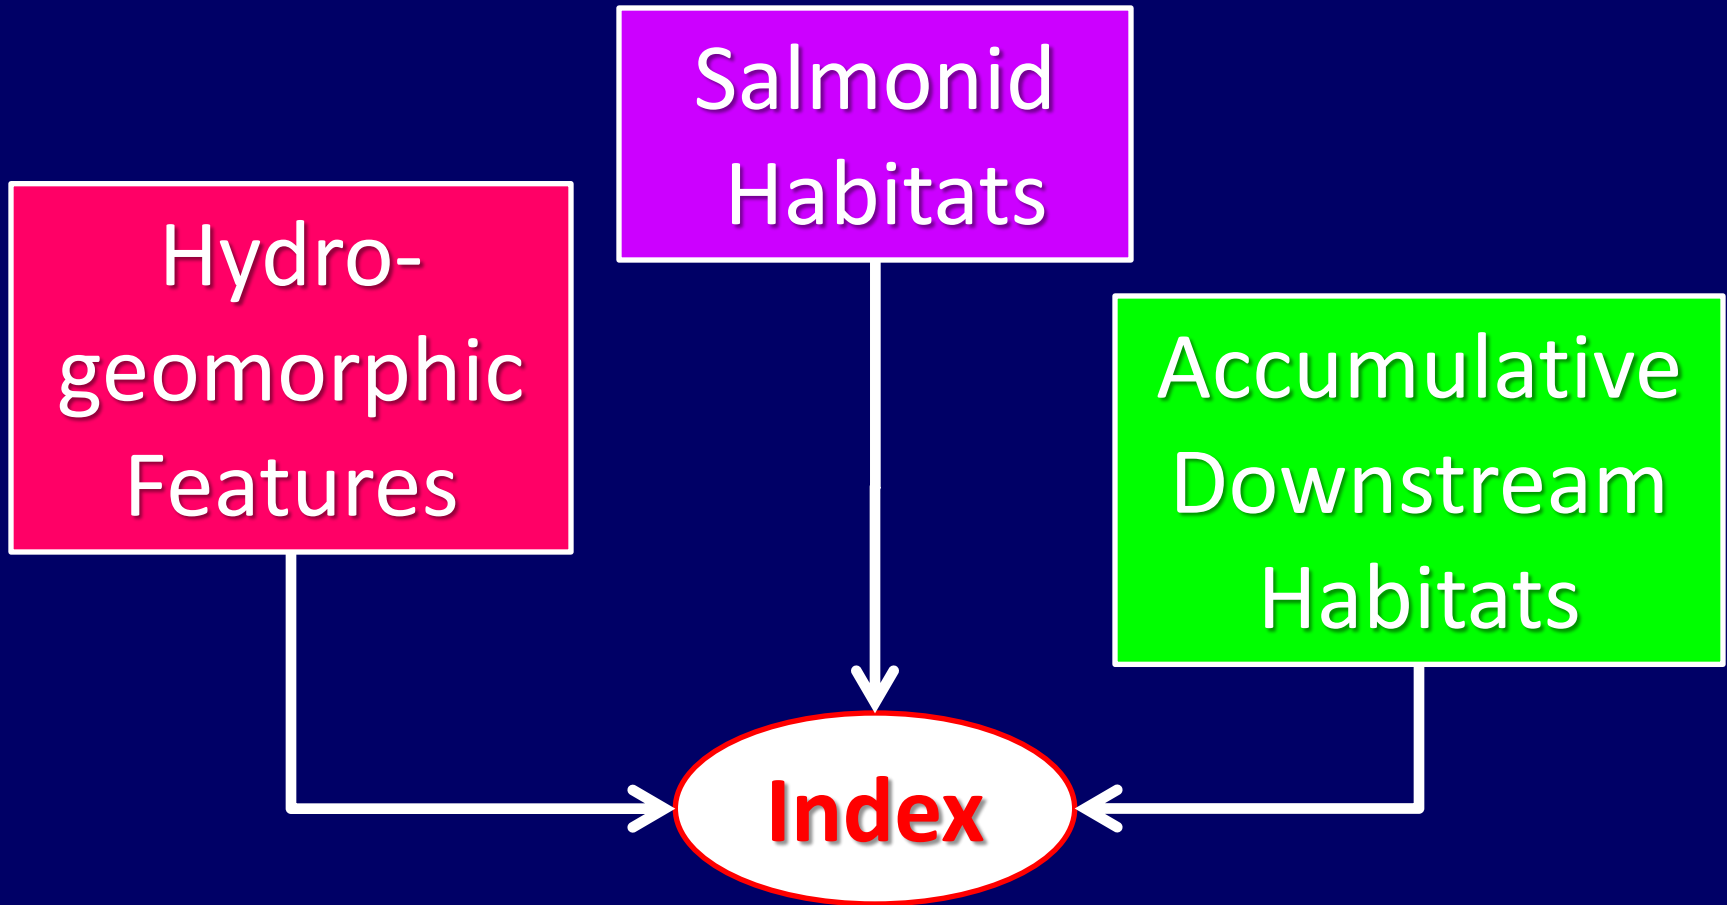 Salmonid
Habitats
Hydro-
geomorphic
Features
Accumulative
Downstream
Habitats
Index